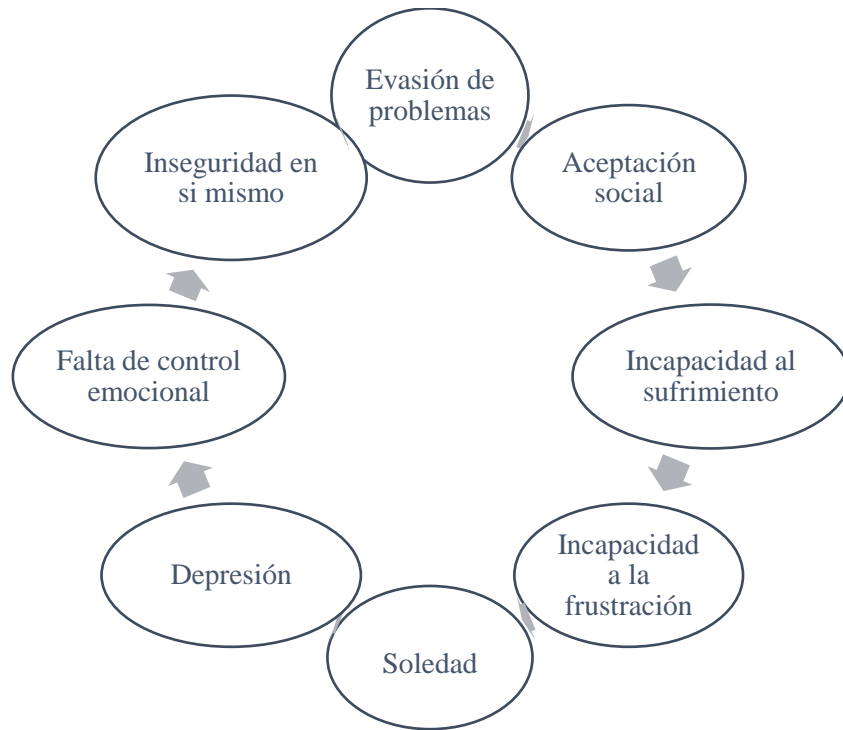 Evasión de
problemas
Aceptación
social
Incapacidad al
sufrimiento
Incapacidad
a la
frustración
Soledad
Depresión
Falta de control
emocional
Inseguridad en
si mismo